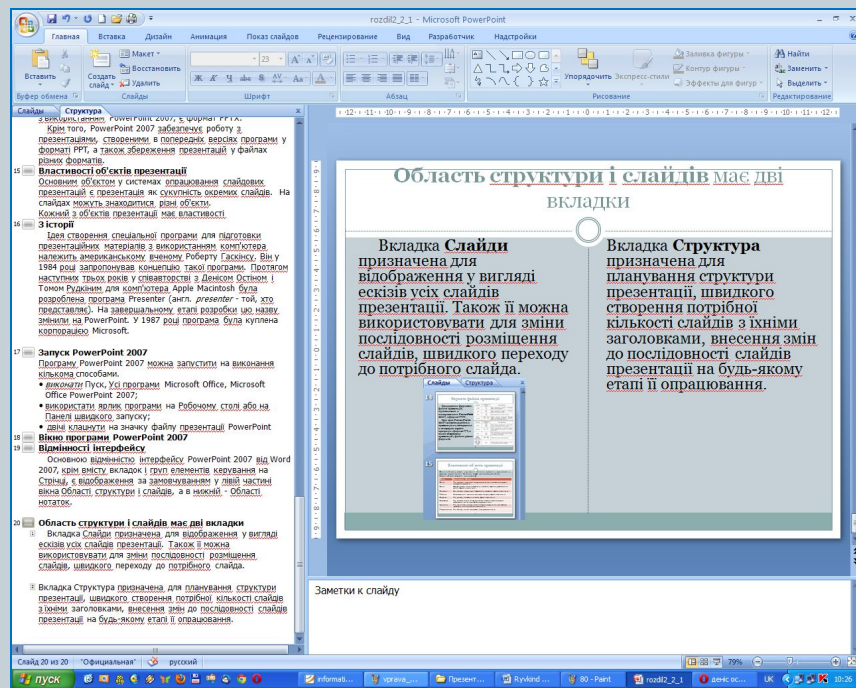 rozdil2_2_1 - Microsoft PowerPoint
Главная Вставка Дизайн Анимация Показ слайдов Рецензирование Вид Разработчик Надстройки
Вставить
Создать слайд
Макет
Восстановить
Удалить
23
Упорядочить Экспресс-стили
Заливка фигуры
Контур фигуры
Эффекты для фигур
Найти
Заменить
Выделить
Буфер обмена Слайды Шрифт Абзац Рисование Редактирование
Слайды Структура
з використанням PowerPoint 2007, є формат PPTX.
Крім того, PowerPoint 2007 забезпечує роботу з
презентаціями, створеними в попередніх версіях програми у
форматі PPT, а також збереження презентацій у файлах
різних форматів.
15 Властивості об'єктів презентації
Основним об'єктом у системах опрацювання слайдових
презентацій є презентація як сукупність окремих слайдів. На
слайдах можуть знаходитися різні об'єкти.
Кожний з об'єктів презентації має властивості
16 З історії
Ідея створення спеціальної програми для підготовки
презентаційних матеріалів з використанням комп'ютера
належить американському вченому Роберту Гаскінсу. Він у
1984 році запропонував концепцію такої програми. Протягом
наступних трьох років у співавторстві з Денісом Остіном і
Томом Рудкіним для комп'ютера Apple Macintosh була
розроблена програма Presenter (англ. presenter - той, хто
представляє). На завершальному етапі розробки цю назву
змінили на PowerPoint. У 1987 році програма була куплена
корпорацією Microsoft.
17 Запуск PowerPoint 2007
Програму PowerPoint 2007 можна запустити на виконання
кількома способами.
• виконати Пуск, Усі програми Microsoft Office, Microsoft
Office PowerPoint 2007;
• використати ярлик програми на Робочому столі або на
Панелі швидкого запуску;
• двічі клацнути на значку файлу презентації PowerPoint
18 Вікно програми PowerPoint 2007
19 Відмінності інтерфейсу
Основною відмінністю інтерфейсу PowerPoint 2007 від Word
2007, крім вмісту вкладок і груп елементів керування на
Стрічці, є відображення за замовчуванням у лівій частині
вікна Області структури і слайдів, а в нижній - Області
нотаток.
20 Область структури і слайдів має дві вкладки
Вкладка Слайди призначена для відображення у вигляді
ескізів усіх слайдів презентації. Також її можна
використовувати для зміни послідовності розміщення
слайдів, швидкого переходу до потрібного слайда.
Вкладка Структура призначена для планування структури
презентації, швидкого створення потрібної кількості слайдів
з їхніми заголовками, внесення змін до послідовності слайдів
презентації на будь-якому етапі її опрацювання.
Область структури і слайдів має дві
вкладки
Вкладка Слайди
призначена для
відображення у вигляді
ескізів усіх слайдів
презентації. Також її можна
використовувати для зміни
послідовності розміщення
слайдів, швидкого переходу
до потрібного слайда.
Слайды Структура
14
15
Вкладка Структура
призначена для
планування структури
презентації, швидкого
створення потрібної
кількості слайдів з їхніми
заголовками, внесення змін
до послідовності слайдів
презентації на будь-якому
етапі її опрацювання.
Заметки к слайду
Слайд 20 из 20 "Официальная" русский 79%
пуск informati... vprava_... Презент... Ryvkind ... 80 - Paint rozdil2_2_1 деніс ос... UK 10:26